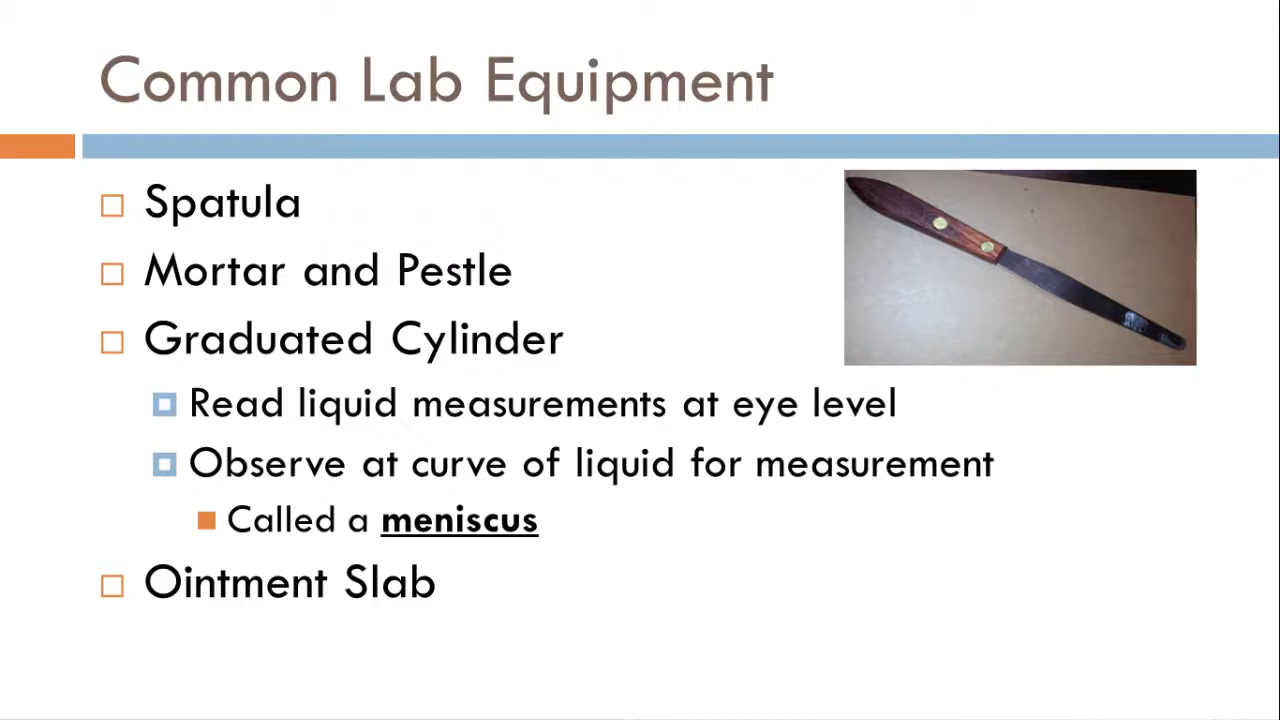 Common Lab Equipment
Spatula
Mortar and Pestle
Graduated Cylinder
Read liquid measurements at eye level
Observe at curve of liquid for measurement
Called a meniscus
Ointment Slab